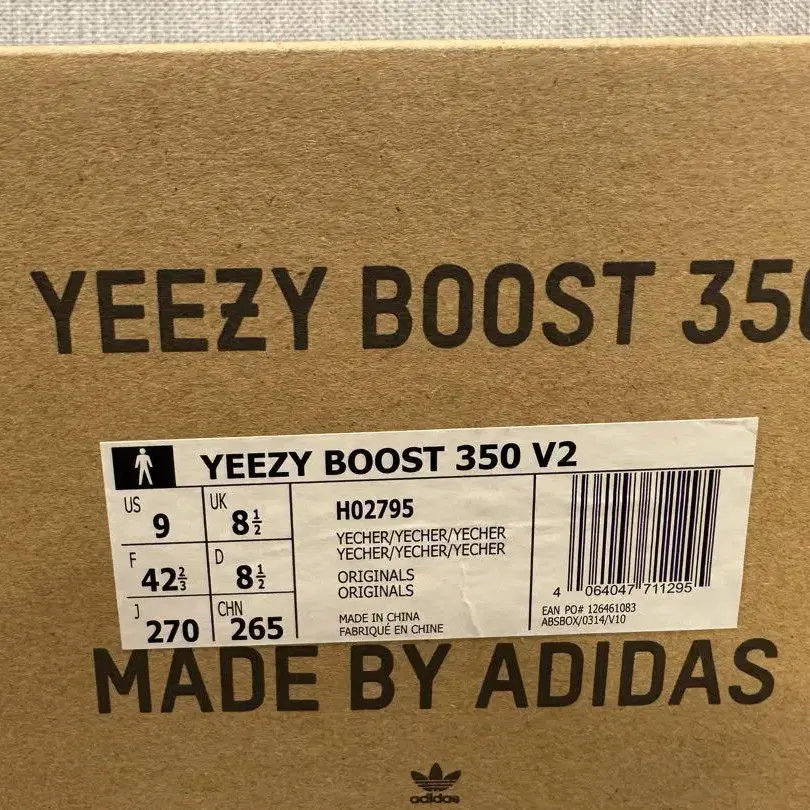 YEEZY BOOST 350
YEEZY BOOST 350 V2
US 9 UK 8½
F 42⅔ D 8½
J 270 CHN 265
H02795
YECHER/YECHER/YECHER
YECHER/YECHER/YECHER
ORIGINALS
ORIGINALS
MADE IN CHINA
FABRIQUÉ EN CHINE
4 064047 711295
EAN PO# 126461083
ABSBOX/0314/V10
MADE BY ADIDAS
adidas